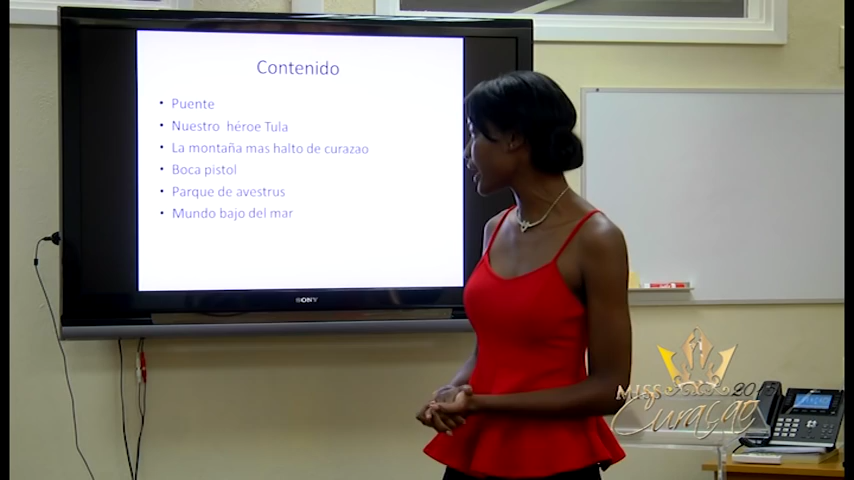 Contenido
• Puente
• Nuestro héroe Tula
• La montaña mas halto de curazao
• Boca pistol
• Parque de avestrus
• Mundo bajo del mar
SONY
MISS
Curaçao